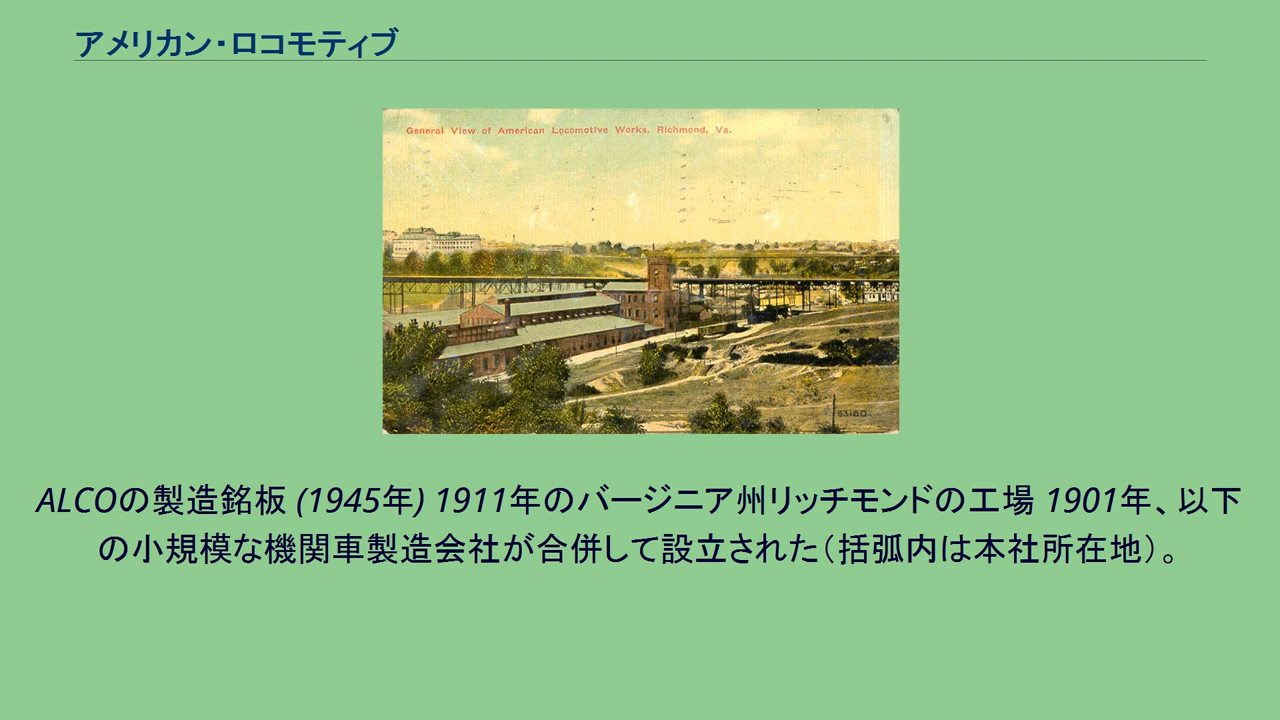 アメリカン・ロコモティブ
General View of American Locomotive Works, Richmond, Va.
63180
ALCOの製造銘板 (1945年) 1911年のバージニア州リッチモンドの工場 1901年、以下
の小規模な機関車製造会社が合併して設立された（括弧内は本社所在地）。